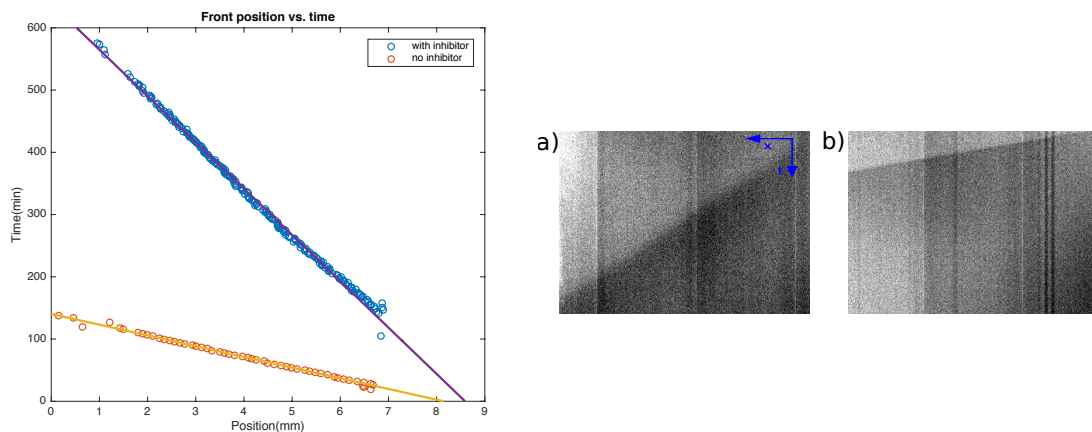 Front position vs. time
600
500
400
300
200
100
0
Time(min)
0 1 2 3 4 5 6 7 8 9
Position(mm)
with inhibitor
no inhibitor
a)
x
t
b)